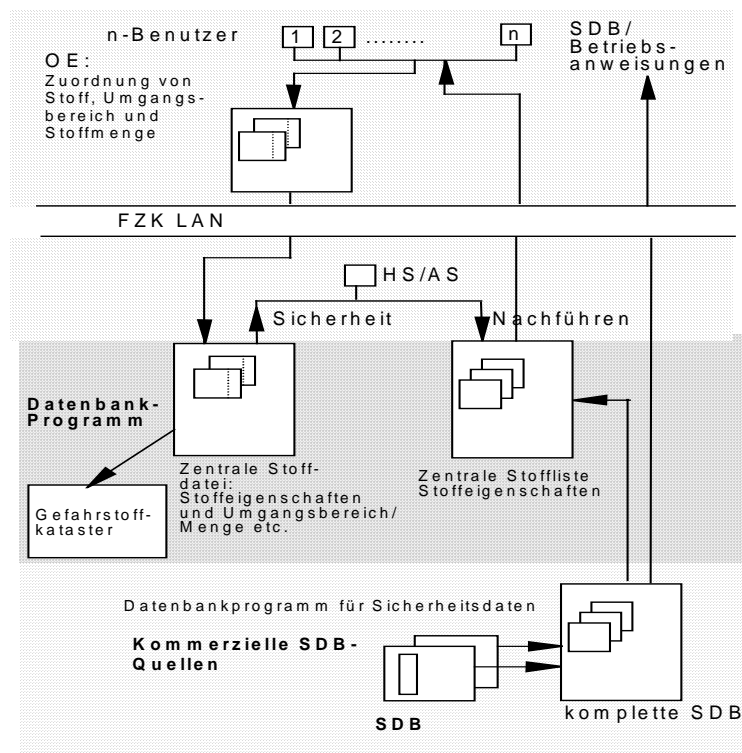 n-Benutzer
1
2
........
n
SDB/
Betriebs-
anweisungen
OE:
Zuordnung von
Stoff, Umgangs-
bereich und
Stoffmenge
FZK LAN
HS/AS
Sicherheit
Nachführen
Datenbank-
Programm
Zentrale Stoff-
datei:
Stoffeigenschaften
und Umgangsbereich/
Menge etc.
Zentrale Stoffliste
Stoffeigenschaften
Gefahrstoff-
kataster
Datenbankprogramm für Sicherheitsdaten
Kommerzielle SDB-
Quellen
SDB
komplette SDB